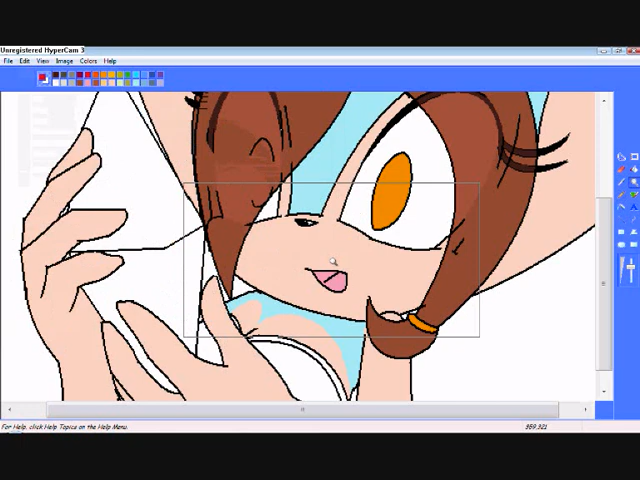 Unregistered HyperCam 3
File Edit View Image Colors Help
For Help, click Help Topics on the Help Menu.
359,321